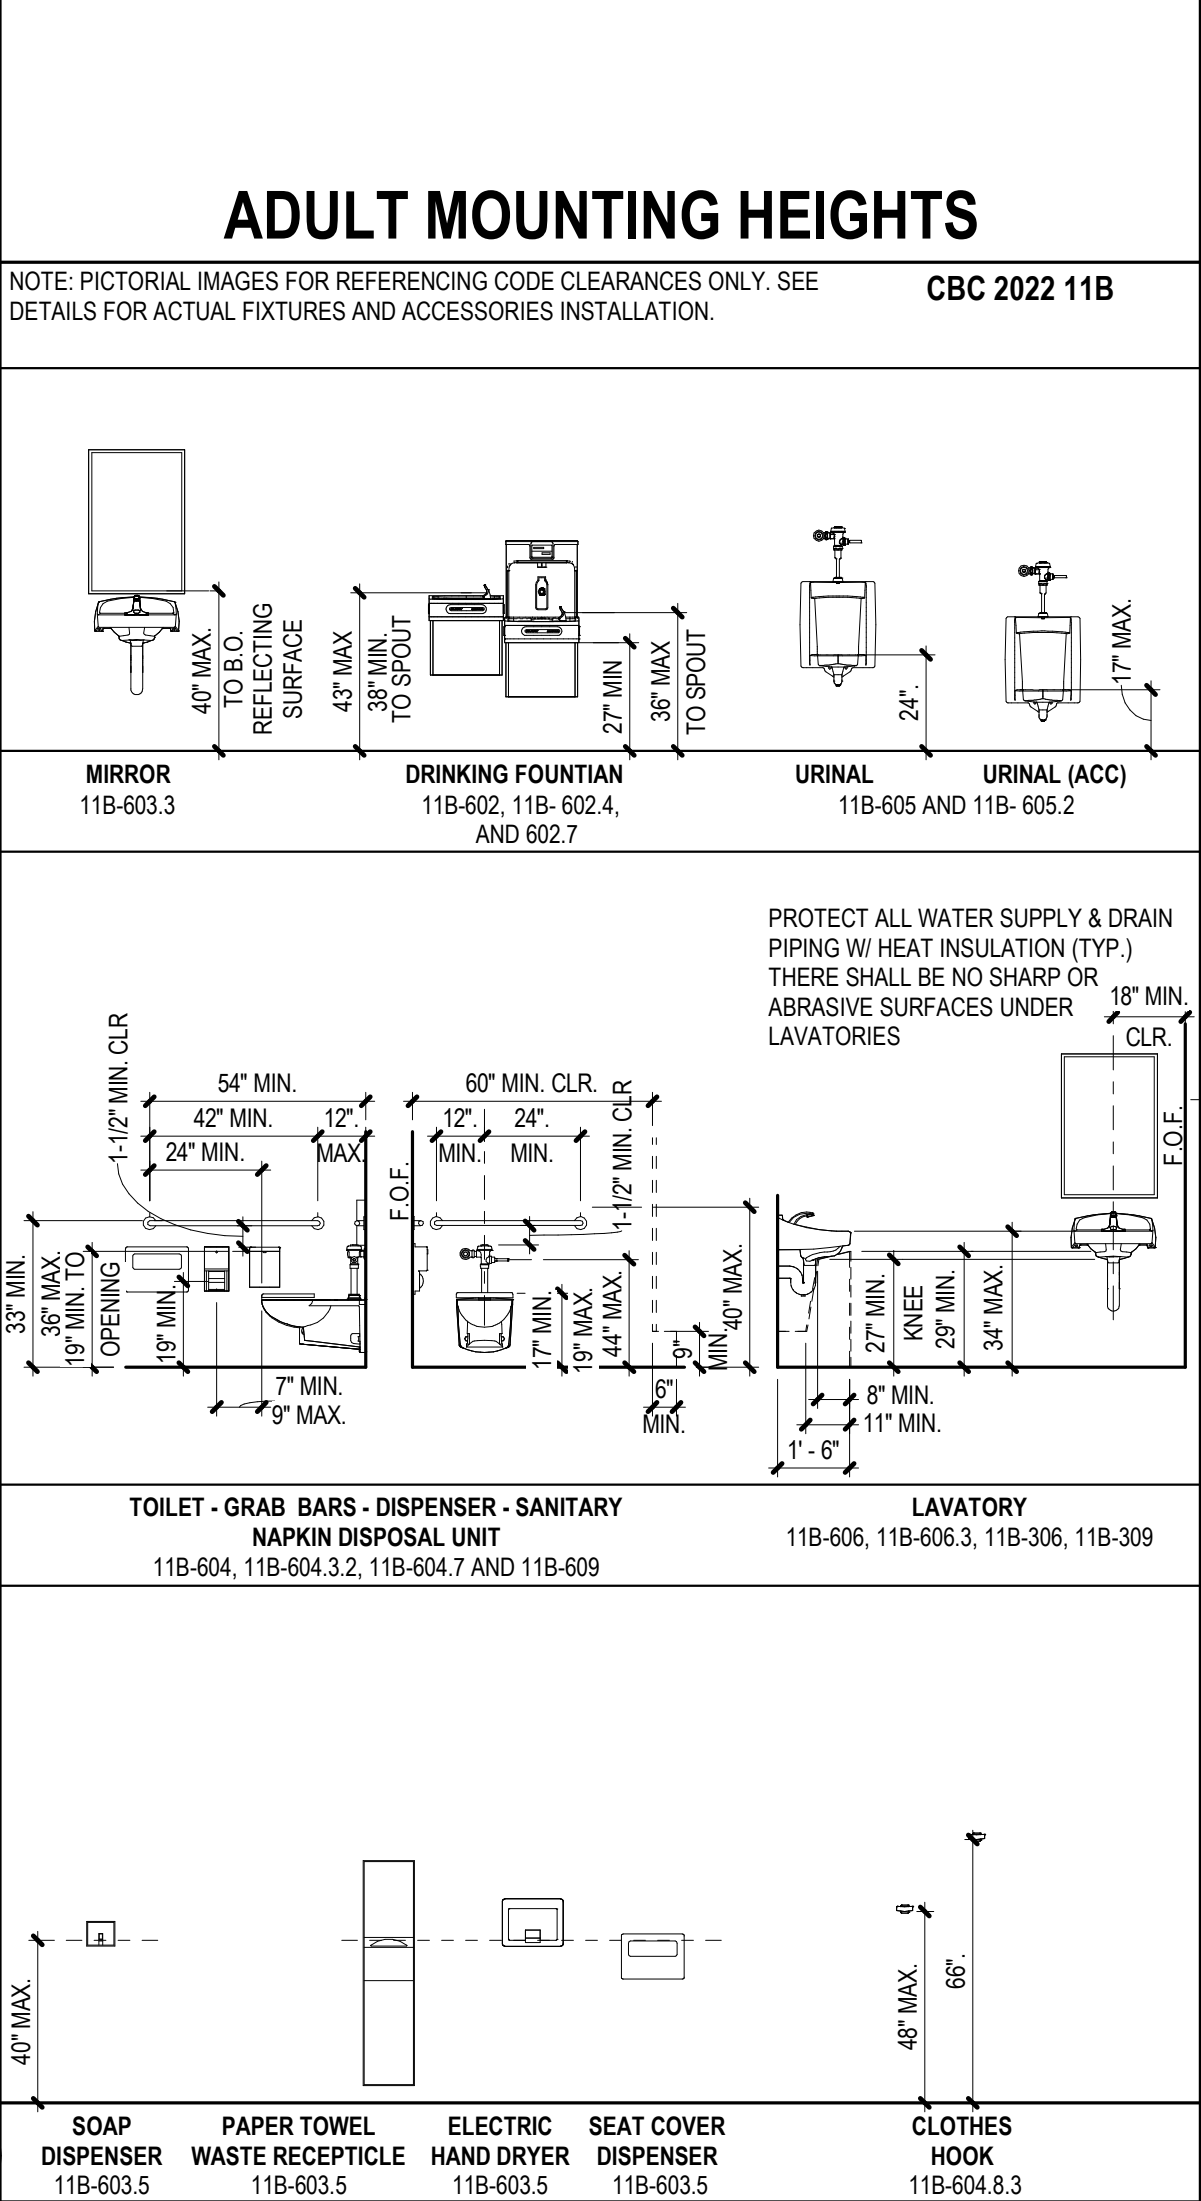 ADULT MOUNTING HEIGHTS
NOTE: PICTORIAL IMAGES FOR REFERENCING CODE CLEARANCES ONLY. SEE
DETAILS FOR ACTUAL FIXTURES AND ACCESSORIES INSTALLATION.
CBC 2022 11B
40" MAX.
TO B.O.
REFLECTING
SURFACE
43" MAX
38" MIN.
TO SPOUT
27" MIN
36" MAX
TO SPOUT
24".
17" MAX.
MIRROR
11B-603.3
DRINKING FOUNTIAN
11B-602, 11B- 602.4,
AND 602.7
URINAL
URINAL (ACC)
11B-605 AND 11B- 605.2
PROTECT ALL WATER SUPPLY & DRAIN
PIPING W/ HEAT INSULATION (TYP.)
THERE SHALL BE NO SHARP OR
ABRASIVE SURFACES UNDER
LAVATORIES
18" MIN.
CLR.
F.O.F.
1-1/2" MIN. CLR
54" MIN.
42" MIN.
12".
MAX.
24" MIN.
33" MIN.
36" MAX.
19" MIN. TO
OPENING
19" MIN.
7" MIN.
9" MAX.
60" MIN. CLR.
12".
MIN.
24".
MIN.
1-1/2" MIN. CLR
F.O.F.
17" MIN.
19" MAX.
44" MAX.
9"
MIN.
40" MAX.
6"
MIN.
27" MIN.
KNEE
29" MIN.
34" MAX.
8" MIN.
11" MIN.
1' - 6"
TOILET - GRAB BARS - DISPENSER - SANITARY
NAPKIN DISPOSAL UNIT
11B-604, 11B-604.3.2, 11B-604.7 AND 11B-609
LAVATORY
11B-606, 11B-606.3, 11B-306, 11B-309
40" MAX.
48" MAX.
66".
SOAP
DISPENSER
11B-603.5
PAPER TOWEL
WASTE RECEPTICLE
11B-603.5
ELECTRIC
HAND DRYER
11B-603.5
SEAT COVER
DISPENSER
11B-603.5
CLOTHES
HOOK
11B-604.8.3